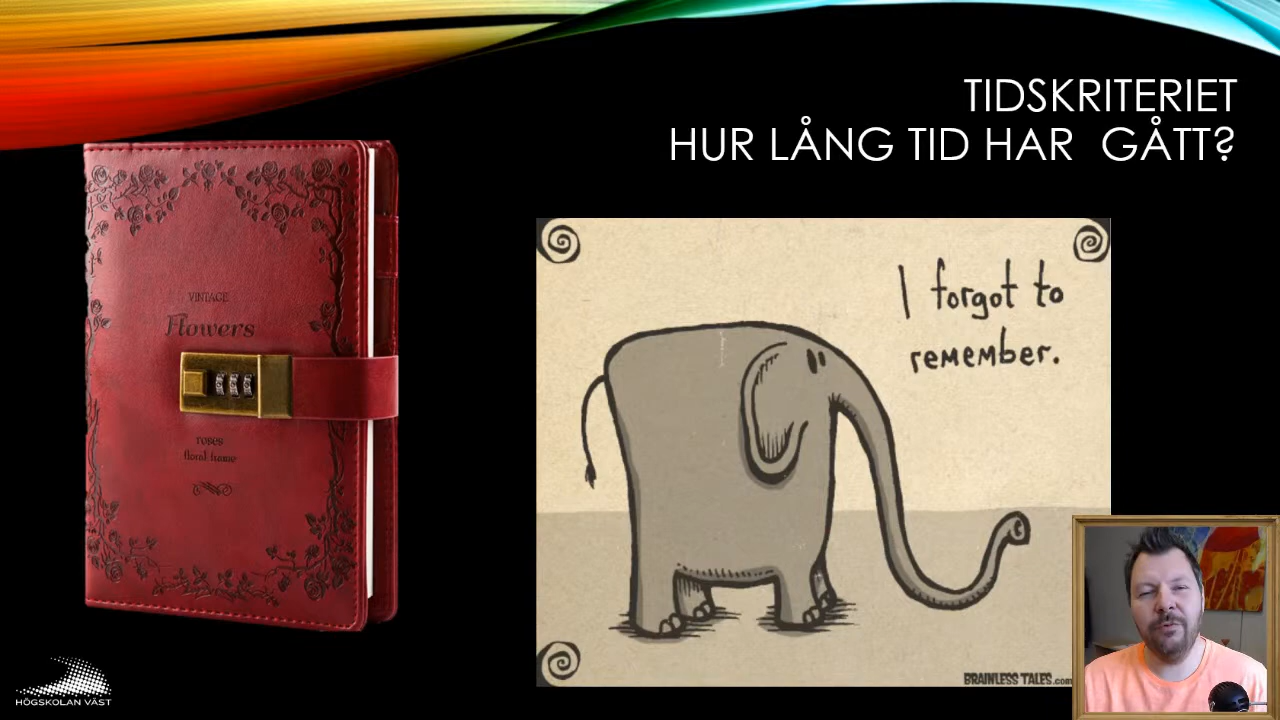 TIDSKRITERIET
HUR LÅNG TID HAR GÅTT?
VINTAGE
Flowers
roses
floral frame
I forgot to
remember.
BRAINLESS TALES.com
HÖGSKOLAN VÄST